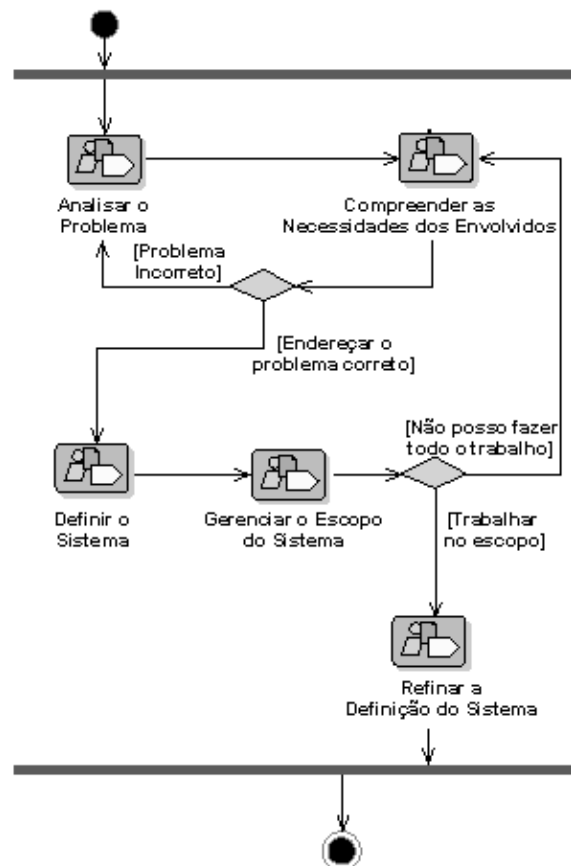 Analisar o
Problema
Compreender as
Necessidades dos Envolvidos
[Problema
Incorreto]
[Endereçar o
problema correto]
[Não posso fazer
todo o trabalho]
Definir o
Sistema
Gerenciar o Escopo
do Sistema
[Trabalhar
no escopo]
Refinar a
Definição do Sistema